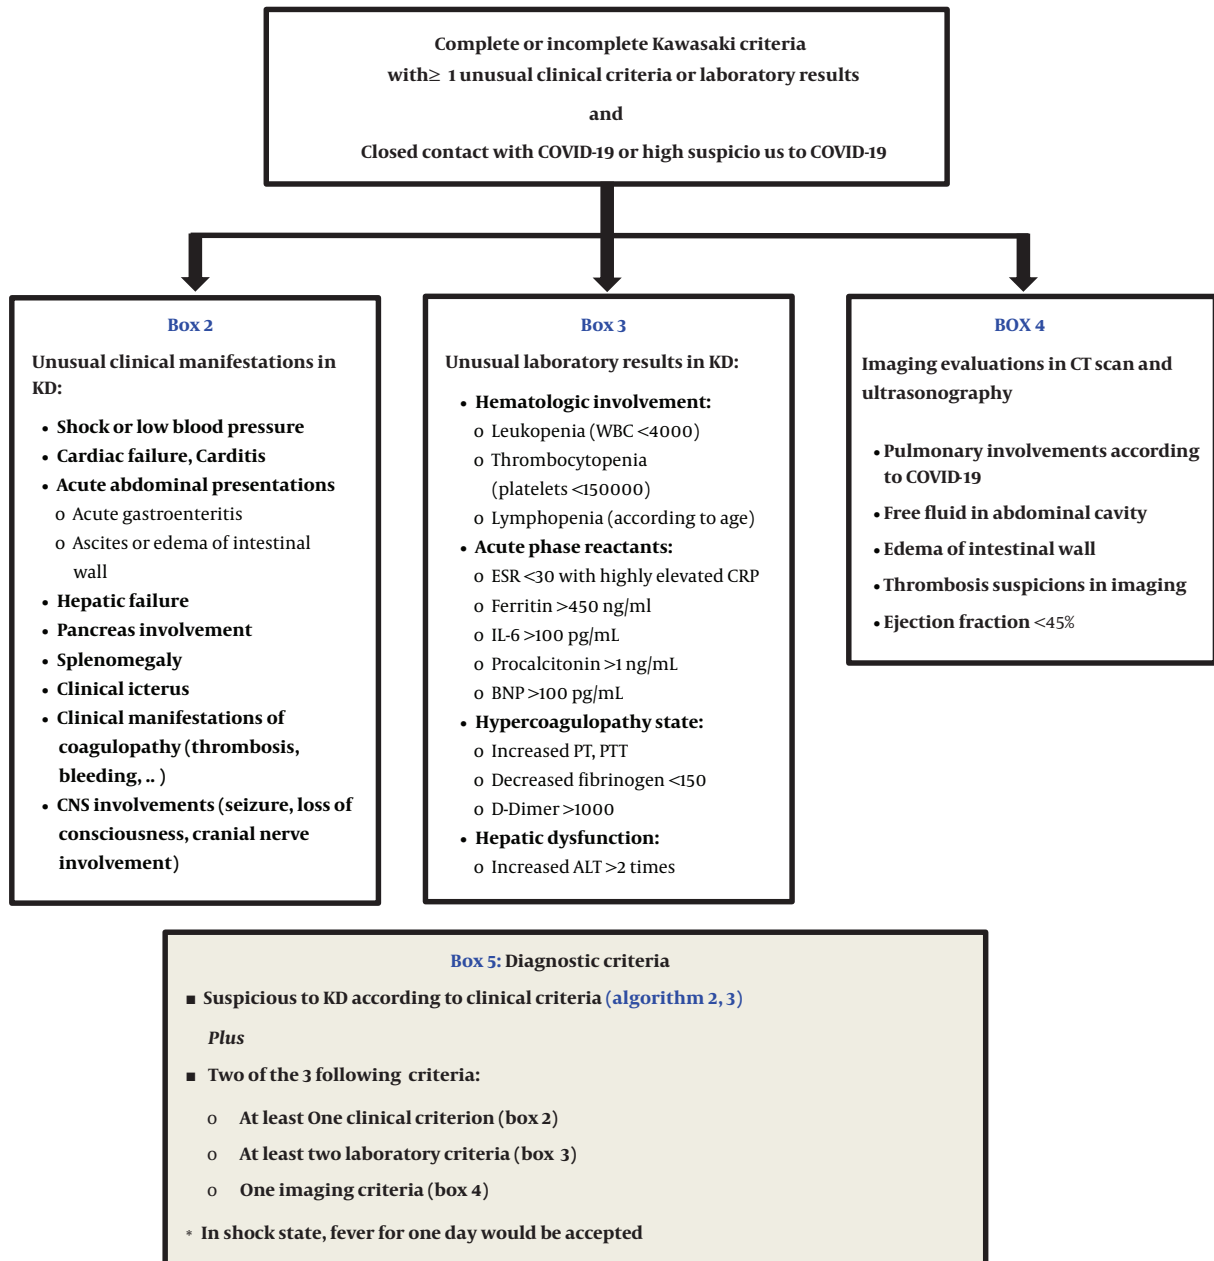 Complete or incomplete Kawasaki criteria
with≥ 1 unusual clinical criteria or laboratory results
and
Closed contact with COVID-19 or high suspicio us to COVID-19
Box 2
Unusual clinical manifestations in
KD:
• Shock or low blood pressure
• Cardiac failure, Carditis
• Acute abdominal presentations
o Acute gastroenteritis
o Ascites or edema of intestinal
wall
• Hepatic failure
• Pancreas involvement
• Splenomegaly
• Clinical icterus
• Clinical manifestations of
coagulopathy (thrombosis,
bleeding, .. )
• CNS involvements (seizure, loss of
consciousness, cranial nerve
involvement)
Box 3
Unusual laboratory results in KD:
• Hematologic involvement:
o Leukopenia (WBC <4000)
o Thrombocytopenia
(platelets <150000)
o Lymphopenia (according to age)
• Acute phase reactants:
o ESR <30 with highly elevated CRP
o Ferritin >450 ng/ml
o IL-6 >100 pg/mL
o Procalcitonin >1 ng/mL
o BNP >100 pg/mL
• Hypercoagulopathy state:
o Increased PT, PTT
o Decreased fibrinogen <150
o D-Dimer >1000
• Hepatic dysfunction:
o Increased ALT >2 times
BOX 4
Imaging evaluations in CT scan and
ultrasonography
• Pulmonary involvements according
to COVID-19
• Free fluid in abdominal cavity
• Edema of intestinal wall
• Thrombosis suspicions in imaging
• Ejection fraction <45%
Box 5: Diagnostic criteria
■ Suspicious to KD according to clinical criteria (algorithm 2, 3)
Plus
■ Two of the 3 following criteria:
o At least One clinical criterion (box 2)
o At least two laboratory criteria (box 3)
o One imaging criteria (box 4)
* In shock state, fever for one day would be accepted